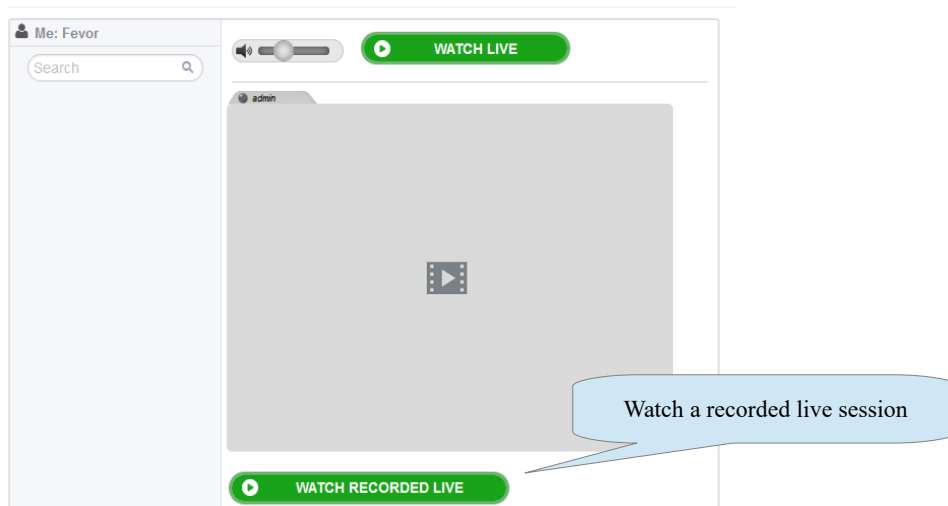 Me: Fevor
Search
WATCH LIVE
admin
Watch a recorded live session
WATCH RECORDED LIVE